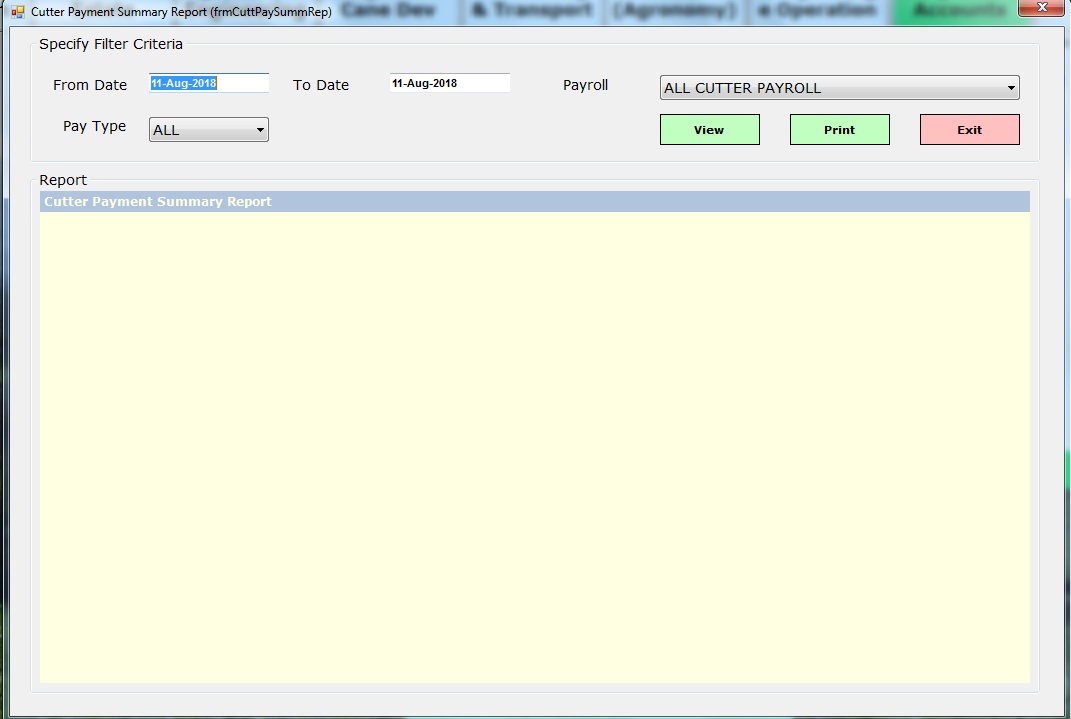 Cutter Payment Summary Report (frmCuttPaySummRep)
Cane Dev & Transport (Agronomy) e Operation Accounts
Specify Filter Criteria
From Date 11-Aug-2018 To Date 11-Aug-2018 Payroll ALL CUTTER PAYROLL
Pay Type ALL View Print Exit
Report
Cutter Payment Summary Report